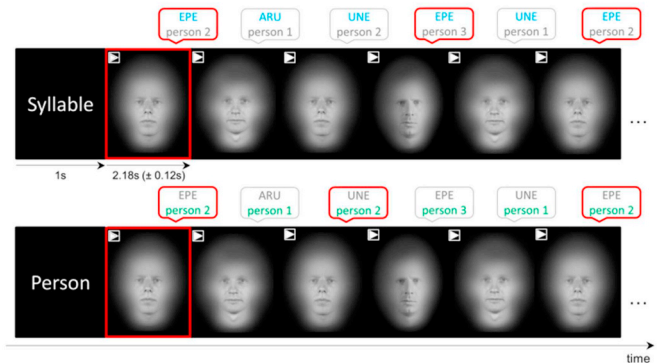 EPE ARU UNE EPE UNE EPE
person 2 person 1 person 2 person 3 person 1 person 2
Syllable
...
1s 2.18s (± 0.12s)
EPE ARU UNE EPE UNE EPE
person 2 person 1 person 2 person 3 person 1 person 2
Person
...
time